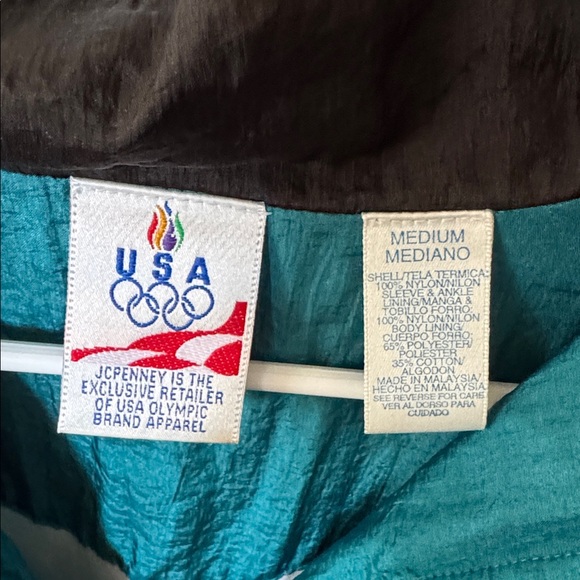 USA
JCPENNEY IS THE
EXCLUSIVE RETAILER
OF USA OLYMPIC
BRAND APPAREL
MEDIUM
MEDIANO
SHELL/TELA TERMICA:
100% NYLON/NILON
SLEEVE & ANKLE
LINING/MANGA &
TOBILLO FORRO:
100% NYLON/NILON
BODY LINING/
CUERPO FORRO:
65% POLYESTER/
POLIESTER
35% COTTON/
ALGODON
MADE IN MALAYSIA/
HECHO EN MALAYSIA
SEE REVERSE FOR CARE
VER AL DORSO PARA
CUIDADO